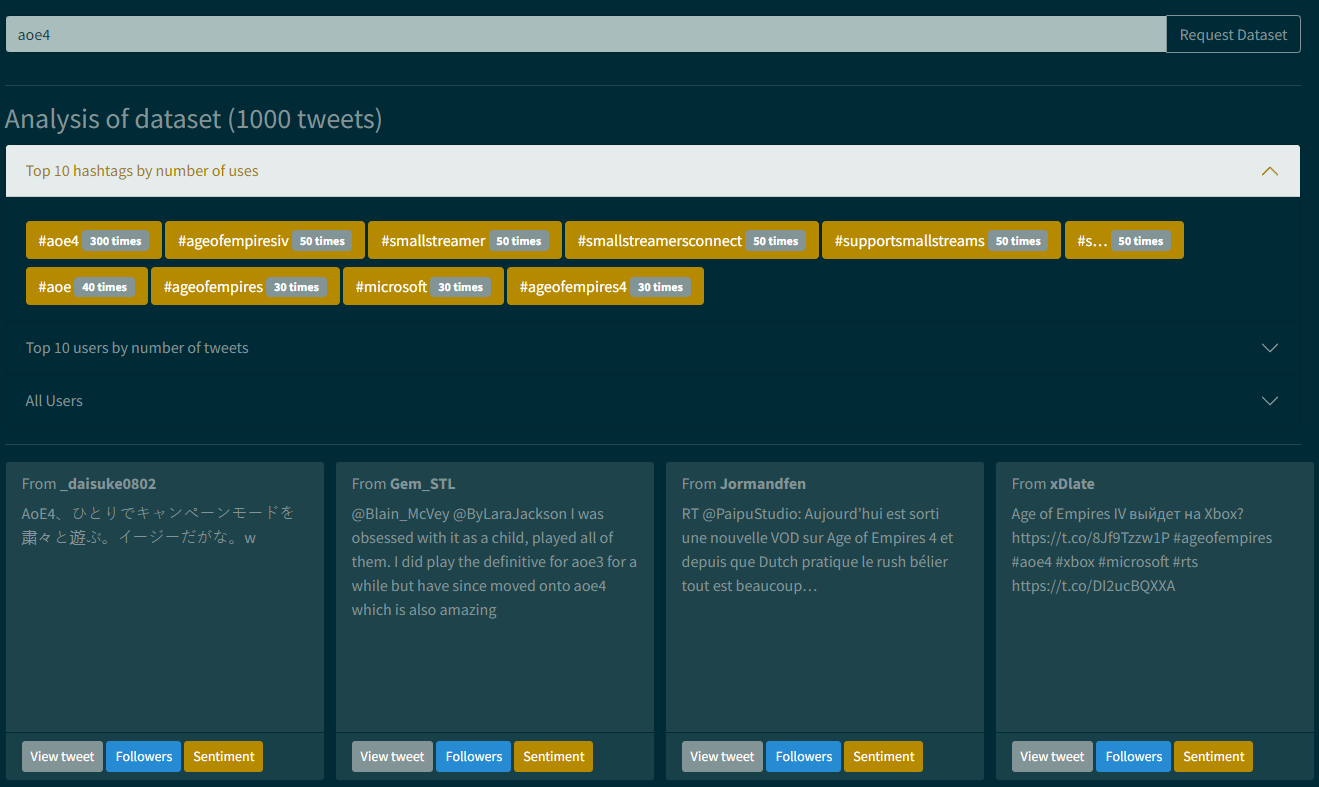 aoe4
Request Dataset
Analysis of dataset (1000 tweets)
Top 10 hashtags by number of uses
#aoe4 300 times #ageofempiresiv 50 times #smallstreamer 50 times #smallstreamersconnect 50 times #supportsmallstreams 50 times #s… 50 times
#aoe 40 times #ageofempires 30 times #microsoft 30 times #ageofempires4 30 times
Top 10 users by number of tweets
All Users
From _daisuke0802
AoE4、ひとりでキャンペーンモードを
粛々と遊ぶ。イージーだがな。w
View tweet Followers Sentiment
From Gem_STL
@Blain_McVey @ByLaraJackson I was
obsessed with it as a child, played all of
them. I did play the definitive for aoe3 for a
while but have since moved onto aoe4
which is also amazing
View tweet Followers Sentiment
From Jormandfen
RT @PaipuStudio: Aujourd’hui est sorti
une nouvelle VOD sur Age of Empires 4 et
depuis que Dutch pratique le rush bélier
tout est beaucoup…
View tweet Followers Sentiment
From xDlate
Age of Empires IV выйдет на Xbox?
https://t.co/8Jf9Tzzw1P #ageofempires
#aoe4 #xbox #microsoft #rts
https://t.co/DI2ucBQXXA
View tweet Followers Sentiment